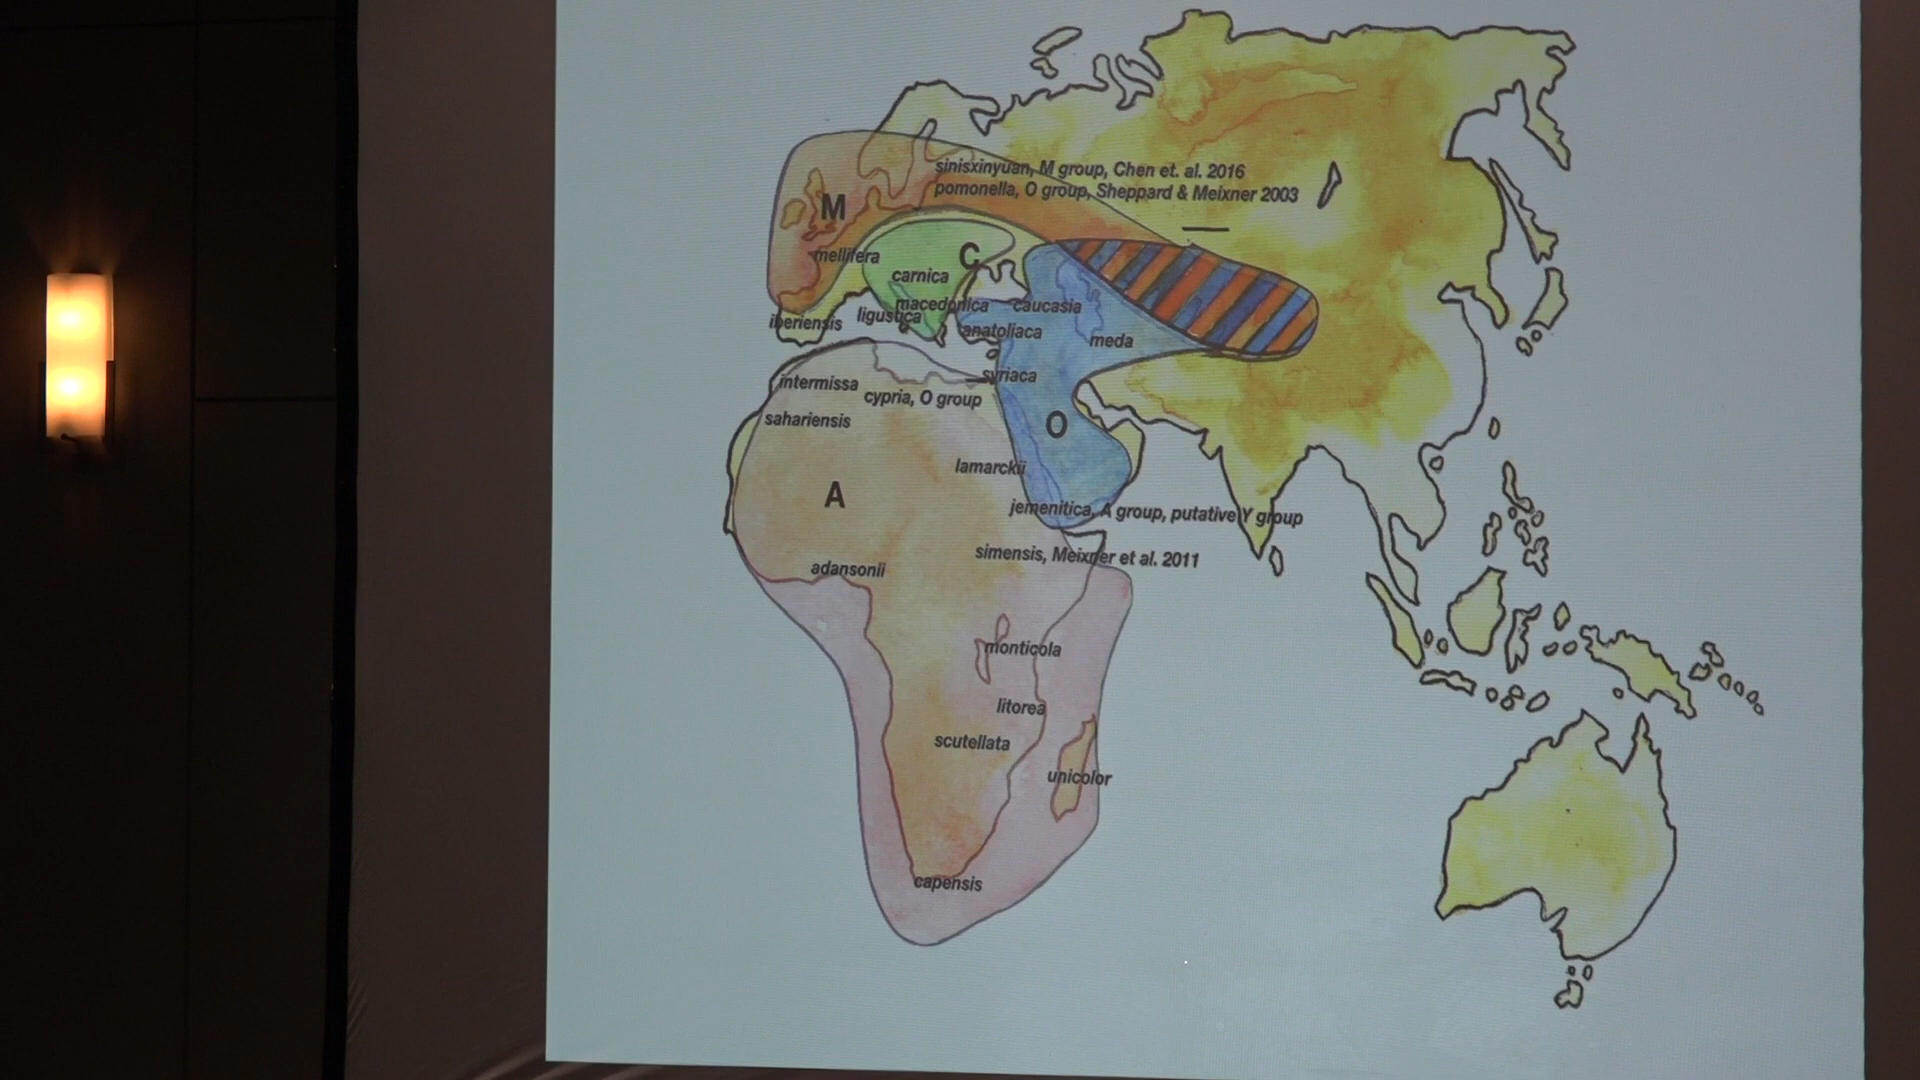 sinisxinyuan, M group, Chen et. al. 2016
pomonella, O group, Sheppard & Meixner 2003
M
mellifera
C
carnica
macedonica
caucasia
ligustica
iberiensis
anatoliaca
meda
syriaca
intermissa
cypria, O group
sahariensis
O
lamarckii
A
jemenitica, A group, putative Y group
simensis, Meixner et al. 2011
adansonii
monticola
litorea
scutellata
unicolor
capensis